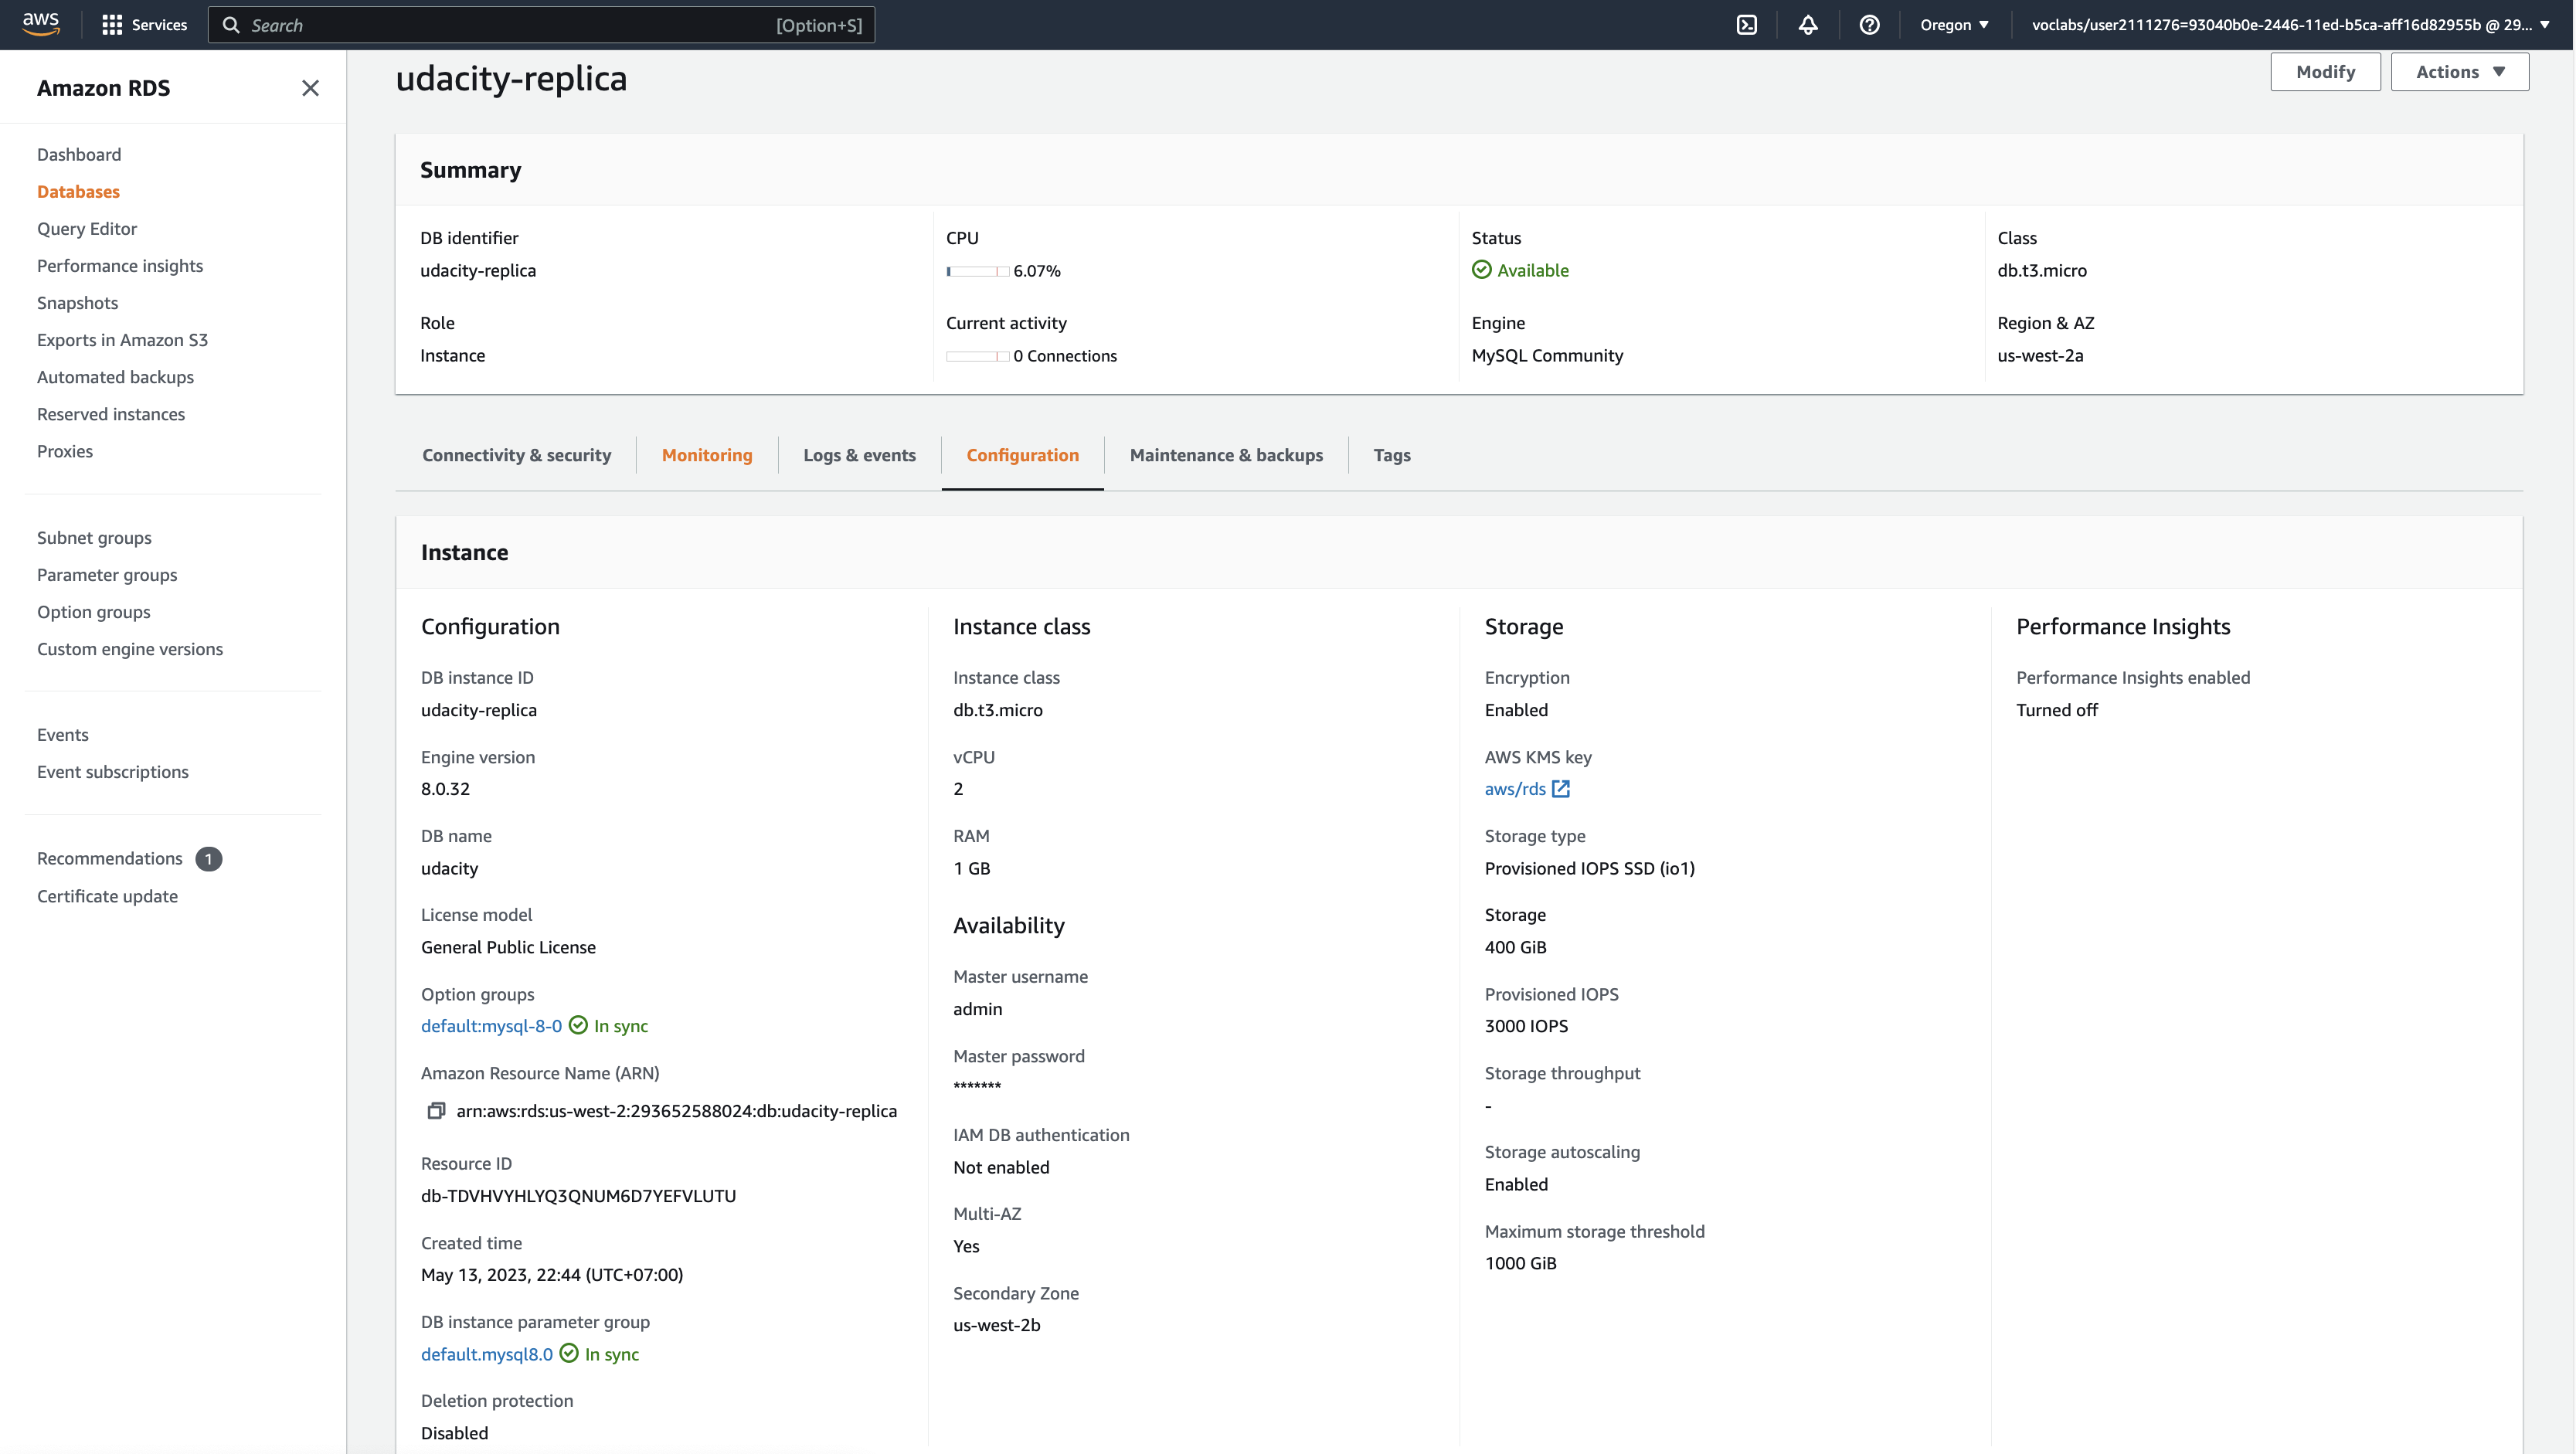 aws
Services
Search
[Option+S]
Oregon
voclabs/user2111276=93040b0e-2446-11ed-b5ca-aff16d82955b @ 29...
Amazon RDS
Dashboard
Databases
Query Editor
Performance insights
Snapshots
Exports in Amazon S3
Automated backups
Reserved instances
Proxies
Subnet groups
Parameter groups
Option groups
Custom engine versions
Events
Event subscriptions
Recommendations 1
Certificate update
udacity-replica
Modify
Actions
Summary
DB identifier
udacity-replica
Role
Instance
CPU
6.07%
Current activity
0 Connections
Status
Available
Engine
MySQL Community
Class
db.t3.micro
Region & AZ
us-west-2a
Connectivity & security
Monitoring
Logs & events
Configuration
Maintenance & backups
Tags
Instance
Configuration
DB instance ID
udacity-replica
Engine version
8.0.32
DB name
udacity
License model
General Public License
Option groups
default:mysql-8-0 In sync
Amazon Resource Name (ARN)
arn:aws:rds:us-west-2:293652588024:db:udacity-replica
Resource ID
db-TDVHVYHLYQ3QNUM6D7YEFVLUTU
Created time
May 13, 2023, 22:44 (UTC+07:00)
DB instance parameter group
default.mysql8.0 In sync
Deletion protection
Disabled
Instance class
Instance class
db.t3.micro
vCPU
2
RAM
1 GB
Availability
Master username
admin
Master password
*******
IAM DB authentication
Not enabled
Multi-AZ
Yes
Secondary Zone
us-west-2b
Storage
Encryption
Enabled
AWS KMS key
aws/rds
Storage type
Provisioned IOPS SSD (io1)
Storage
400 GiB
Provisioned IOPS
3000 IOPS
Storage throughput
-
Storage autoscaling
Enabled
Maximum storage threshold
1000 GiB
Performance Insights
Performance Insights enabled
Turned off